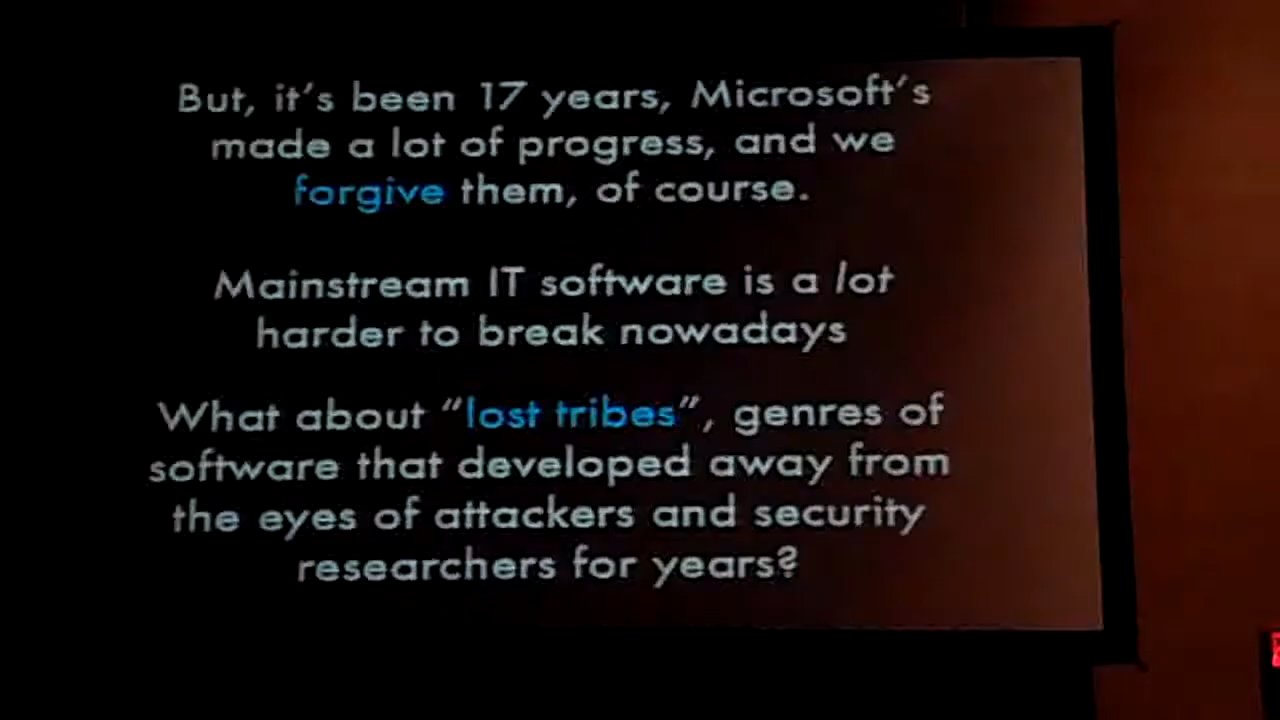 But, it's been 17 years, Microsoft's
made a lot of progress, and we
forgive them, of course.
Mainstream IT software is a lot
harder to break nowadays
What about "lost tribes", genres of
software that developed away from
the eyes of attackers and security
researchers for years?